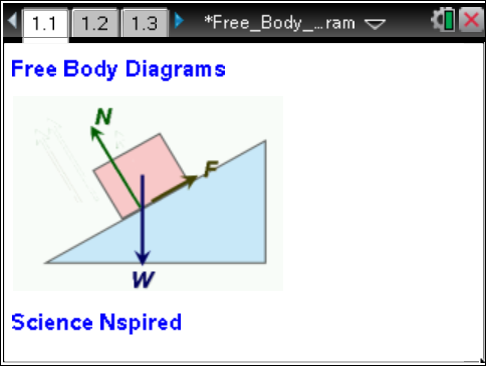 1.1 1.2 1.3 *Free_Body_...ram
Free Body Diagrams
N
F
W
Science Nspired